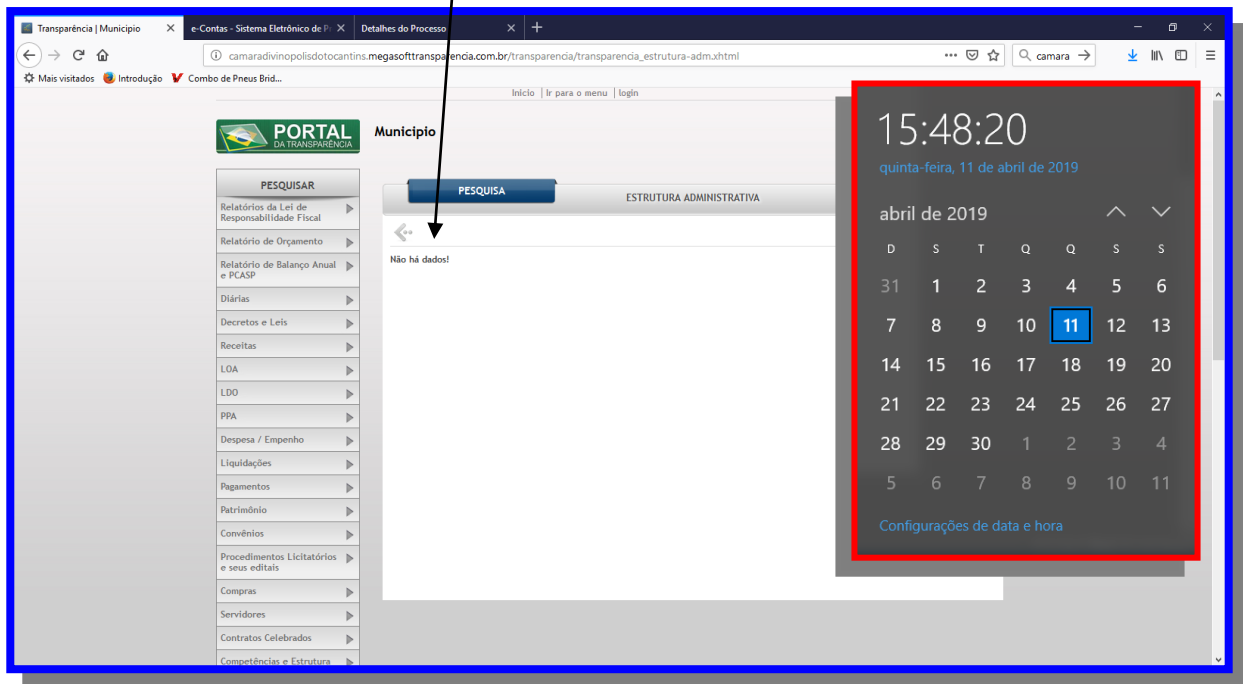 Transparência | Municipio
e-Contas - Sistema Eletrônico de Pr
Detalhes do Processo
camaradivinopolisdotocantins.megasofttransparencia.com.br/transparencia/transparencia_estrutura-adm.xhtml
camara
Mais visitados
Introdução
Combo de Pneus Brid...
Inicio | Ir para o menu | login
PORTAL
DA TRANSPARÊNCIA
Municipio
PESQUISAR
Relatórios da Lei de
Responsabilidade Fiscal
Relatório de Orçamento
Relatório de Balanço Anual
e PCASP
Diárias
Decretos e Leis
Receitas
LOA
LDO
PPA
Despesa / Empenho
Liquidações
Pagamentos
Patrimônio
Convênios
Procedimentos Licitatórios
e seus editais
Compras
Servidores
Contratos Celebrados
Competências e Estrutura
PESQUISA
ESTRUTURA ADMINISTRATIVA
Não há dados!
15:48:20
quinta-feira, 11 de abril de 2019
abril de 2019
D S T Q Q S S
31 1 2 3 4 5 6
7 8 9 10 11 12 13
14 15 16 17 18 19 20
21 22 23 24 25 26 27
28 29 30 1 2 3 4
5 6 7 8 9 10 11
Configurações de data e hora